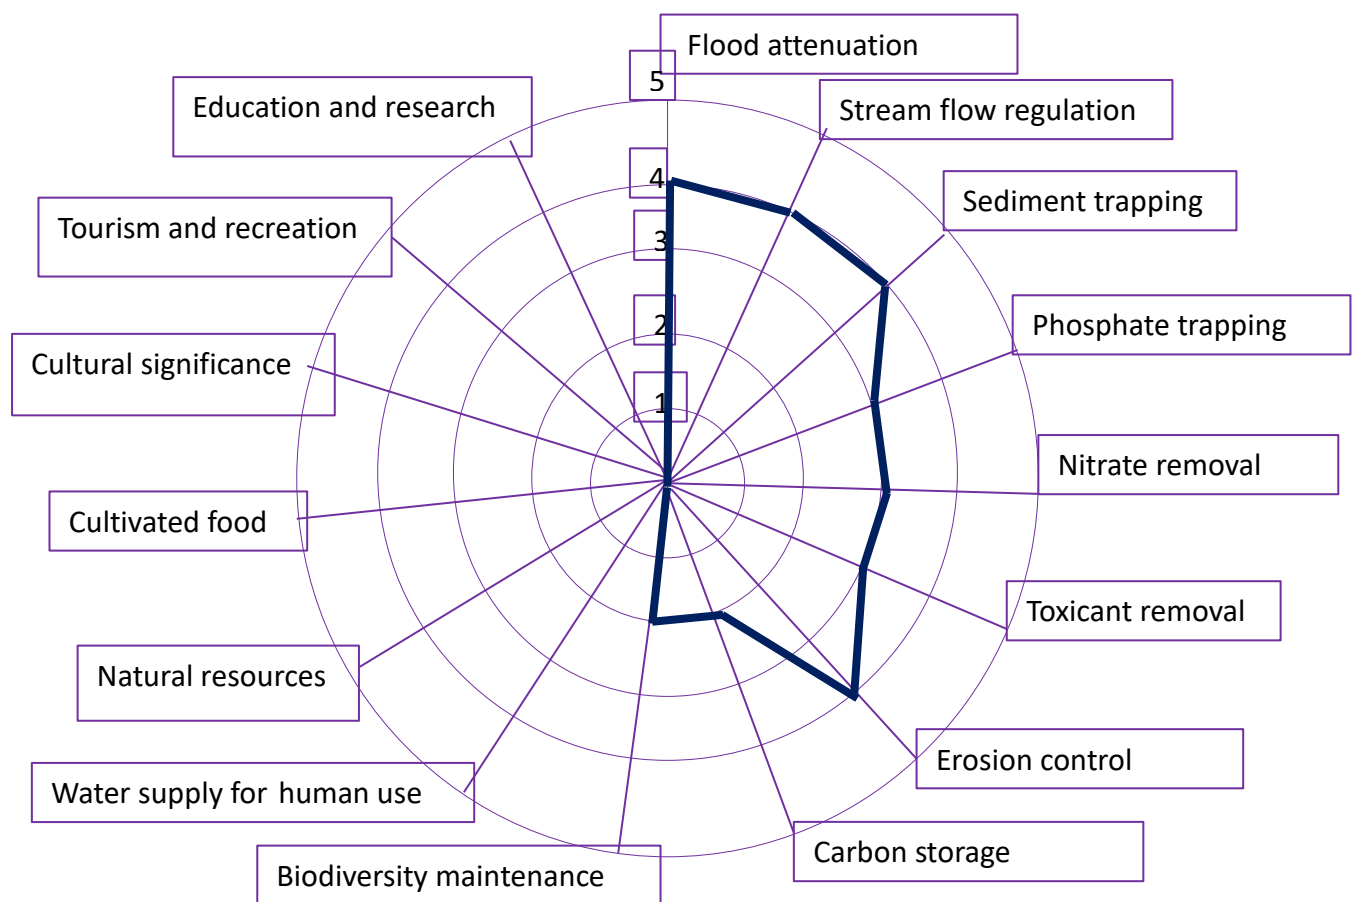 Flood attenuation
5
Education and research
Stream flow regulation
4
Sediment trapping
Tourism and recreation
3
2
Phosphate trapping
Cultural significance
1
Nitrate removal
Cultivated food
Toxicant removal
Natural resources
Erosion control
Water supply for human use
Carbon storage
Biodiversity maintenance